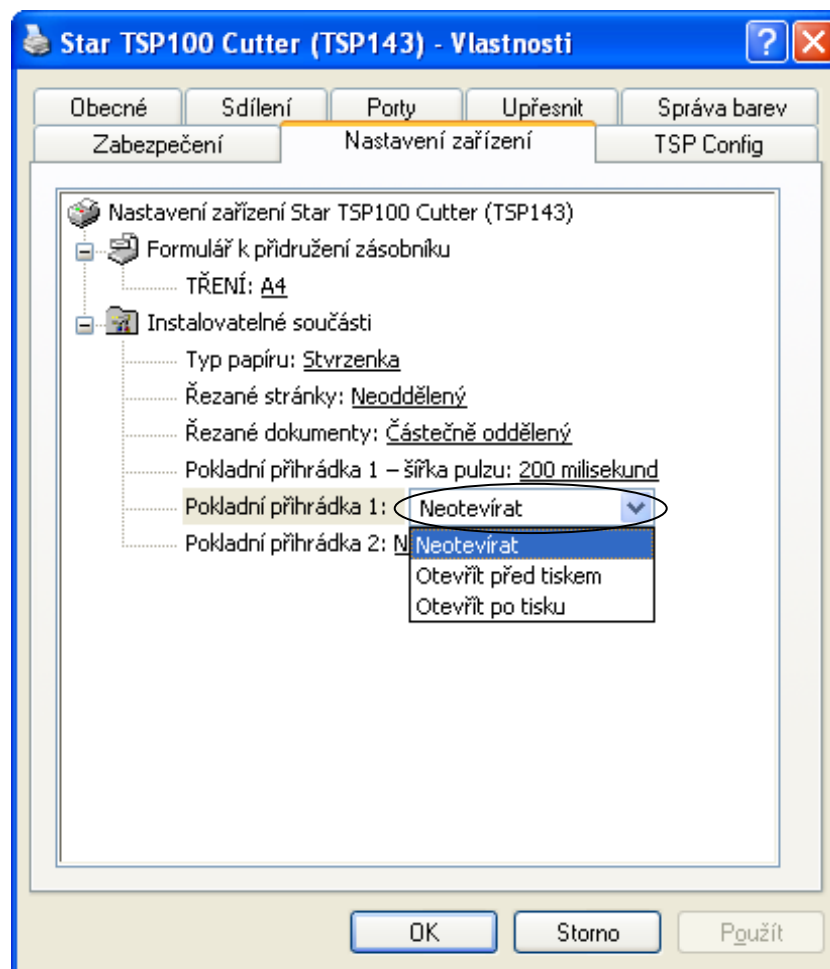 Star TSP100 Cutter (TSP143) - Vlastnosti
Obecné Sdílení Porty Upřesnit Správa barev
Zabezpečení Nastavení zařízení TSP Config
Nastavení zařízení Star TSP100 Cutter (TSP143)
Formulář k přidružení zásobníku
TŘENÍ: A4
Instalovatelné součásti
Typ papíru: Stvrzenka
Řezané stránky: Neoddělený
Řezané dokumenty: Částečně oddělený
Pokladní přihrádka 1 – šířka pulzu: 200 milisekund
Pokladní přihrádka 1: Neotevírat
Pokladní přihrádka 2: N
Neotevírat
Otevřít před tiskem
Otevřít po tisku
OK Storno Použít